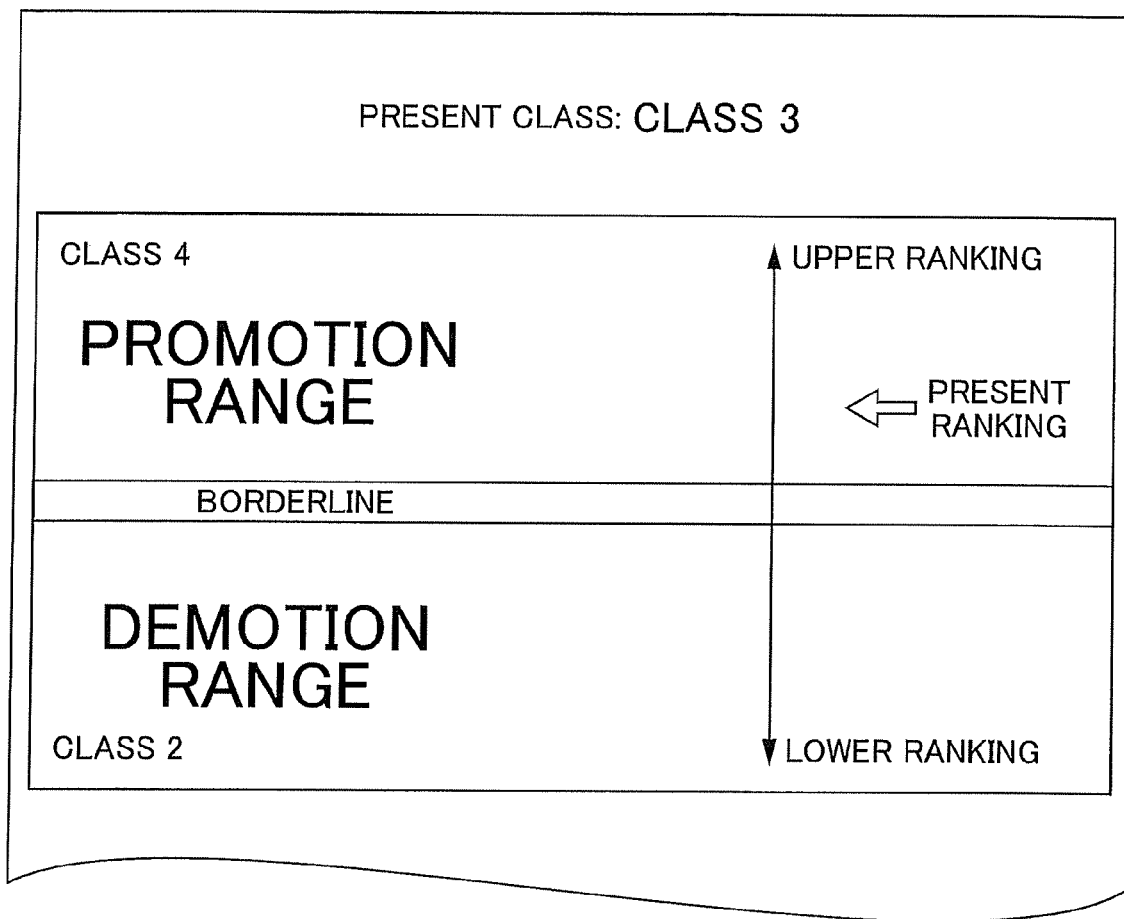 PRESENT CLASS: CLASS 3
CLASS 4
UPPER RANKING
PROMOTION
RANGE
PRESENT
RANKING
BORDERLINE
DEMOTION
RANGE
CLASS 2
LOWER RANKING